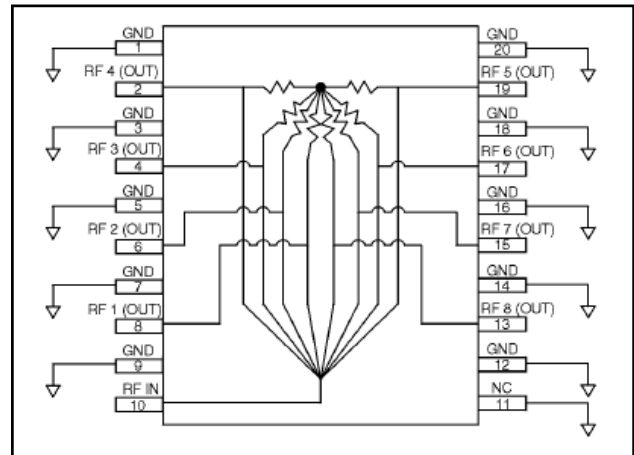 GND
1
RF 4 (OUT)
2
GND
3
RF 3 (OUT)
4
GND
5
RF 2 (OUT)
6
GND
7
RF 1 (OUT)
8
GND
9
RF IN
10
GND
20
RF 5 (OUT)
19
GND
18
RF 6 (OUT)
17
GND
16
RF 7 (OUT)
15
GND
14
RF 8 (OUT)
13
GND
12
NC
11